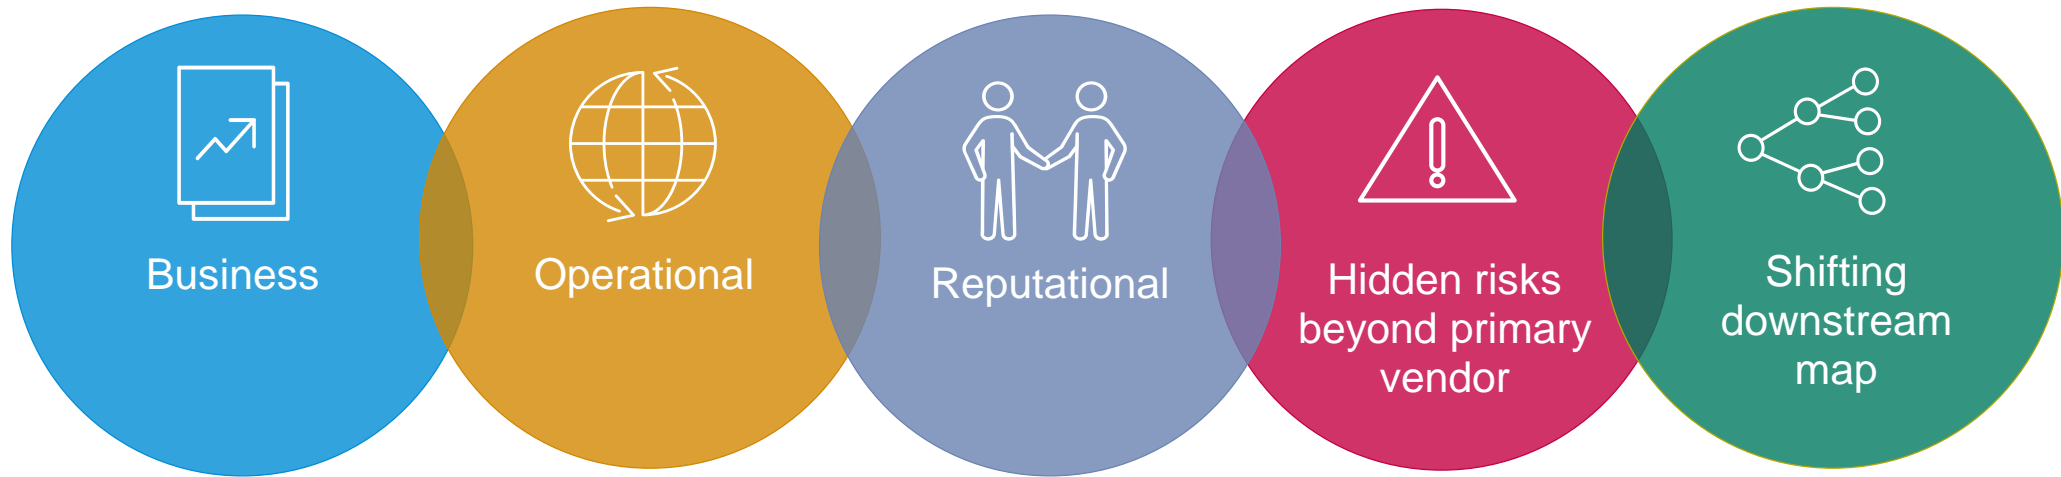 Business
Operational
Reputational
Hidden risks
beyond primary
vendor
Shifting
downstream
map